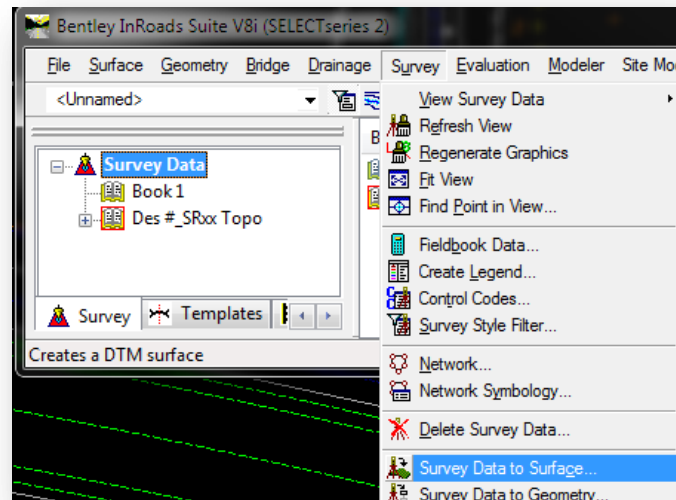 Bentley InRoads Suite V8i (SELECTseries 2)
File Surface Geometry Bridge Drainage Survey Evaluation Modeler Site Mo
<Unnamed>
Survey Data
Book 1
Des #_SRxx Topo
Survey Templates
Creates a DTM surface
B
View Survey Data
Refresh View
Regenerate Graphics
Fit View
Find Point in View...
Fieldbook Data...
Create Legend...
Control Codes...
Survey Style Filter...
Network...
Network Symbology...
Delete Survey Data...
Survey Data to Surface...
Survey Data to Geometry...